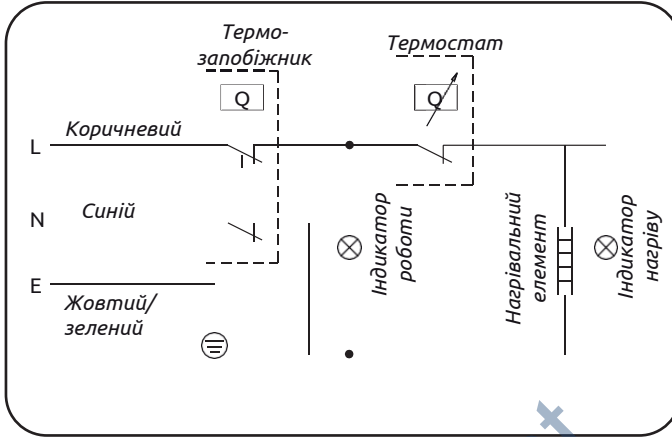 Термо-
запобіжник
Термостат
Q
Q
L
Коричневий
N
Синій
E
Жовтий/
зелений
Індикатор
роботи
Нагрівальний
елемент
Індикатор
нагріву